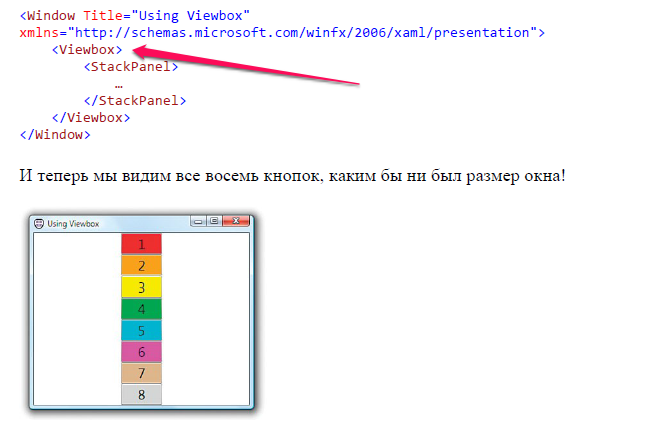 <Window Title="Using Viewbox"
xmlns="http://schemas.microsoft.com/winfx/2006/xaml/presentation">
<Viewbox>
<StackPanel>
…
</StackPanel>
</Viewbox>
</Window>
И теперь мы видим все восемь кнопок, каким бы ни был размер окна!
Using Viewbox
1
2
3
4
5
6
7
8